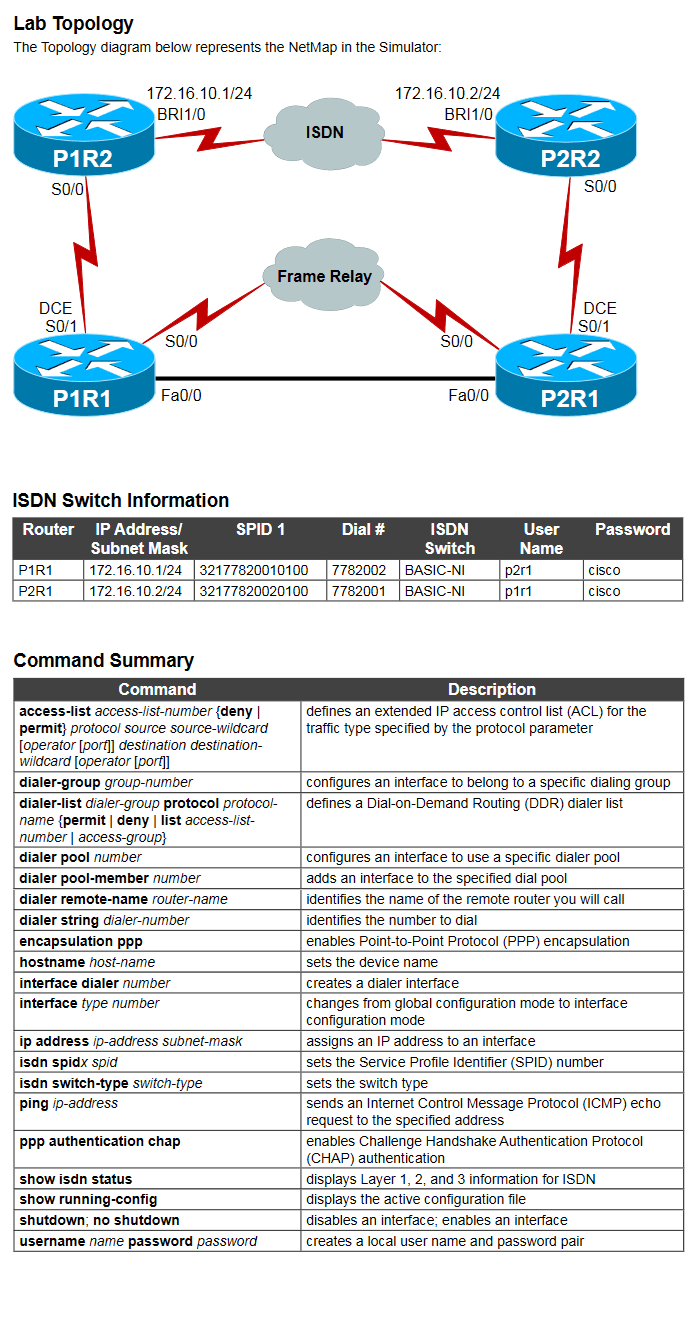 Lab Topology
The Topology diagram below represents the NetMap in the Simulator:
172.16.10.1/24
BRI1/0
172.16.10.2/24
BRI1/0
ISDN
P1R2
P2R2
S0/0
S0/0
Frame Relay
DCE
S0/1
DCE
S0/1
S0/0
S0/0
P1R1
Fa0/0
Fa0/0
P2R1
ISDN Switch Information
Router IP Address/ SPID 1 Dial # ISDN User Password
Subnet Mask Switch Name
P1R1 172.16.10.1/24 32177820010100 7782002 BASIC-NI p2r1 cisco
P2R1 172.16.10.2/24 32177820020100 7782001 BASIC-NI p1r1 cisco
Command Summary
Command Description
access-list access-list-number {deny | defines an extended IP access control list (ACL) for the
permit} protocol source source-wildcard traffic type specified by the protocol parameter
[operator [port]] destination destination-
wildcard [operator [port]]
dialer-group group-number configures an interface to belong to a specific dialing group
dialer-list dialer-group protocol protocol- defines a Dial-on-Demand Routing (DDR) dialer list
name {permit | deny | list access-list-
number | access-group}
dialer pool number configures an interface to use a specific dialer pool
dialer pool-member number adds an interface to the specified dial pool
dialer remote-name router-name identifies the name of the remote router you will call
dialer string dialer-number identifies the number to dial
encapsulation ppp enables Point-to-Point Protocol (PPP) encapsulation
hostname host-name sets the device name
interface dialer number creates a dialer interface
interface type number changes from global configuration mode to interface
configuration mode
ip address ip-address subnet-mask assigns an IP address to an interface
isdn spidx spid sets the Service Profile Identifier (SPID) number
isdn switch-type switch-type sets the switch type
ping ip-address sends an Internet Control Message Protocol (ICMP) echo
request to the specified address
ppp authentication chap enables Challenge Handshake Authentication Protocol
(CHAP) authentication
show isdn status displays Layer 1, 2, and 3 information for ISDN
show running-config displays the active configuration file
shutdown; no shutdown disables an interface; enables an interface
username name password password creates a local user name and password pair